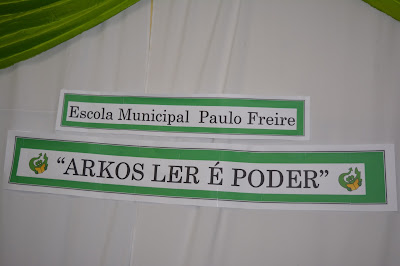 Escola Municipal Paulo Freire
“ARKOS LER É PODER”